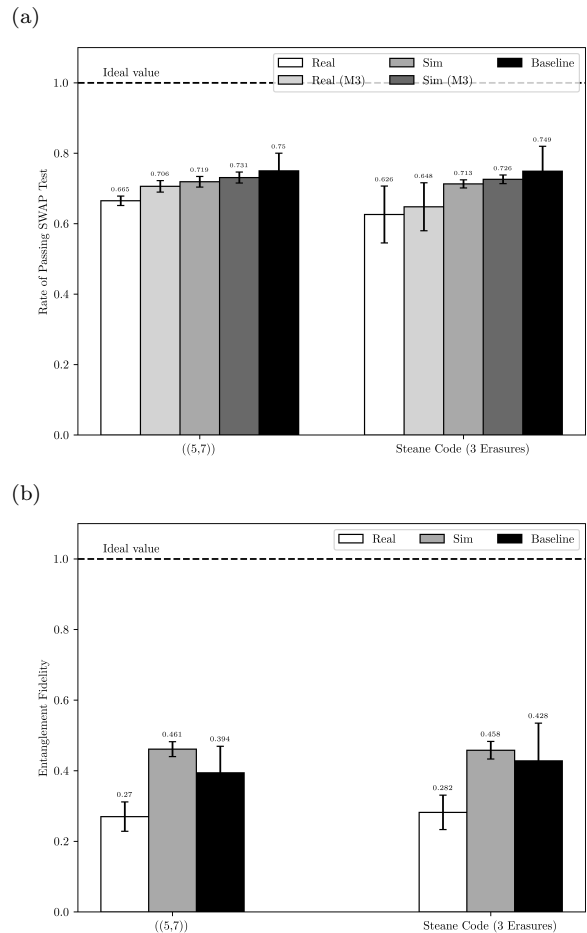 (a)
Ideal value
Real Sim Baseline
Real (M3) Sim (M3)
Rate of Passing SWAP Test
1.0
0.8
0.6
0.4
0.2
0.0
0.665
0.706
0.719
0.731
0.75
0.626
0.648
0.713
0.726
0.749
((5,7))
Steane Code (3 Erasures)
(b)
Ideal value
Real Sim Baseline
Entanglement Fidelity
1.0
0.8
0.6
0.4
0.2
0.0
0.27
0.461
0.394
0.282
0.458
0.428
((5,7))
Steane Code (3 Erasures)